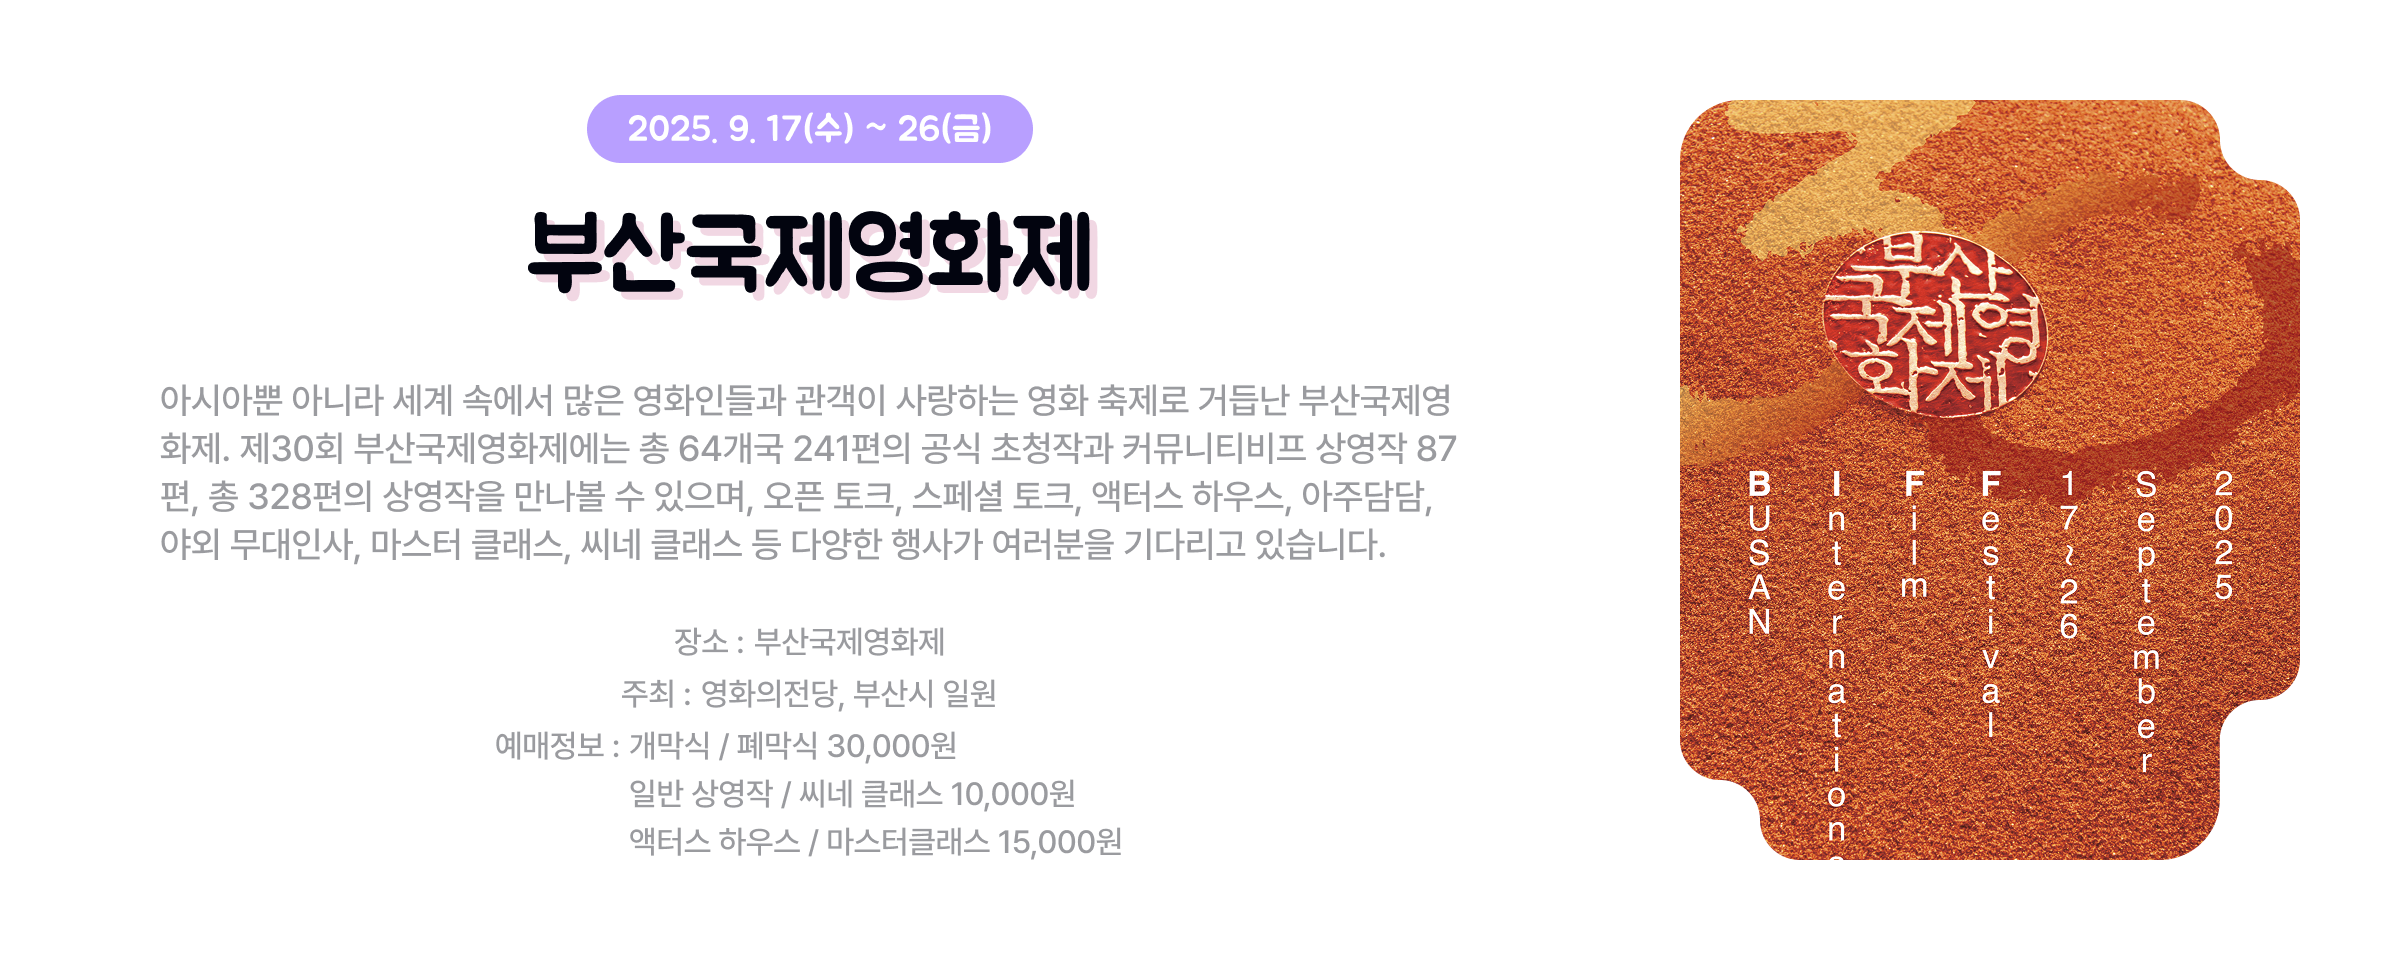 2025. 9. 17(수) ~ 26(금)
부산국제영화제
아시아뿐 아니라 세계 속에서 많은 영화인들과 관객이 사랑하는 영화 축제로 거듭난 부산국제영
화제. 제30회 부산국제영화제에는 총 64개국 241편의 공식 초청작과 커뮤니티비프 상영작 87
편, 총 328편의 상영작을 만나볼 수 있으며, 오픈 토크, 스페셜 토크, 액터스 하우스, 아주담담,
야외 무대인사, 마스터 클래스, 씨네 클래스 등 다양한 행사가 여러분을 기다리고 있습니다.
장소 : 부산국제영화제
주최 : 영화의전당, 부산시 일원
예매정보 : 개막식 / 폐막식 30,000원
일반 상영작 / 씨네 클래스 10,000원
액터스 하우스 / 마스터클래스 15,000원
부산
국제영
화제
BUSAN
Internation
Film
Festival
17~26
September
2025